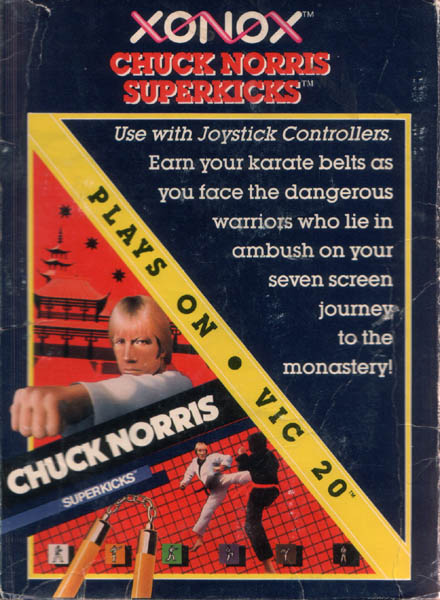 XONOX™
CHUCK NORRIS
SUPERKICKS™
Use with Joystick Controllers.
Earn your karate belts as
you face the dangerous
warriors who lie in
ambush on your
seven screen
journey
to the
monastery!
PLAYS ON • VIC 20™
CHUCK NORRIS
SUPERKICKS™